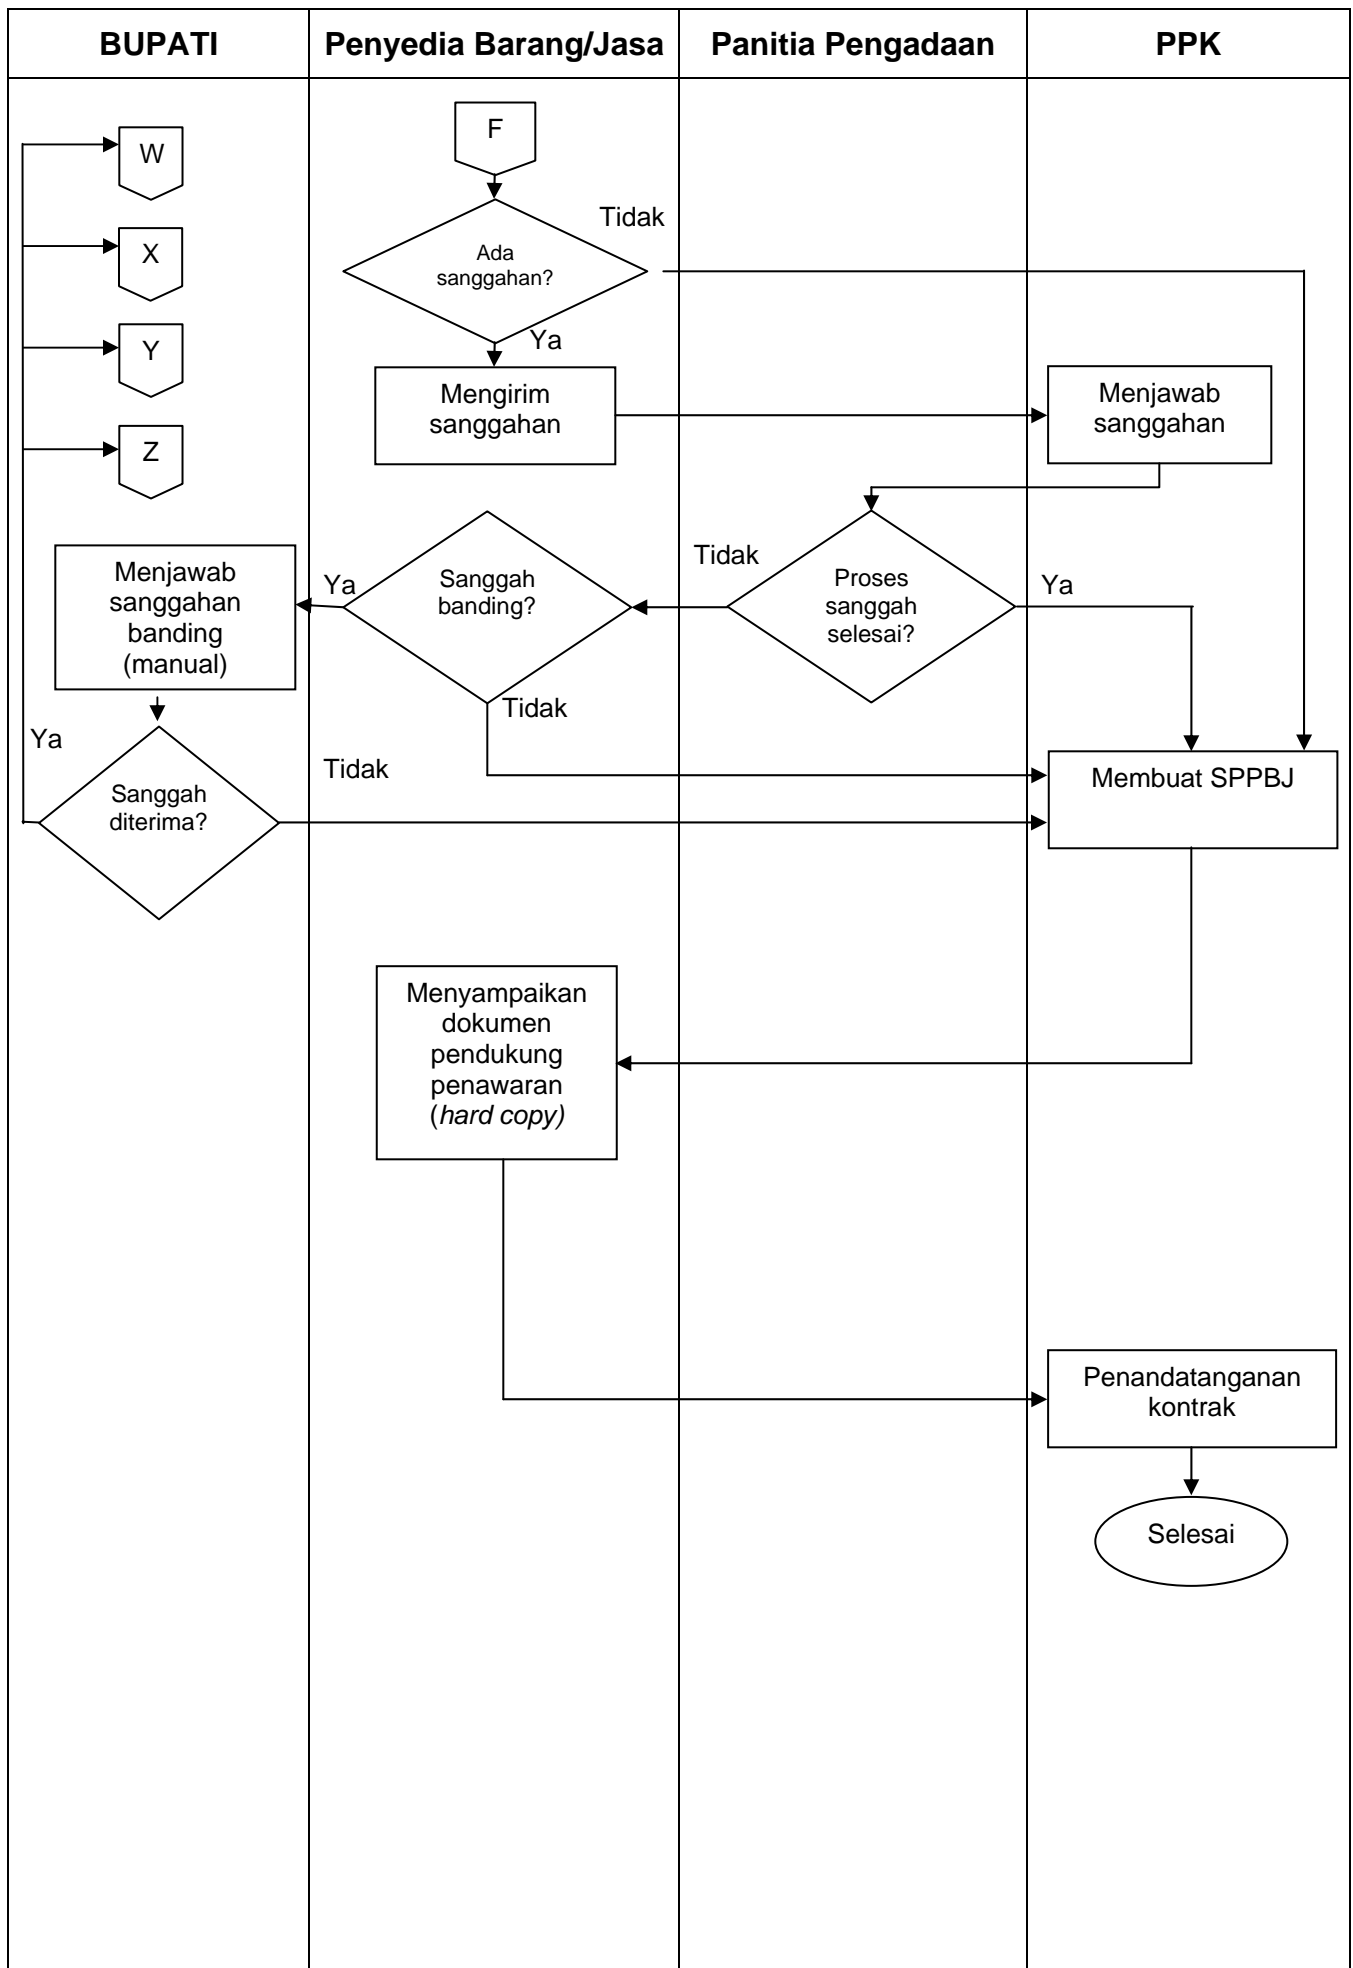 BUPATI
Penyedia Barang/Jasa
Panitia Pengadaan
PPK
F
W
Tidak
Ada
sanggahan?
X
Ya
Y
Mengirim
sanggahan
Menjawab
sanggahan
Z
Menjawab
sanggahan
banding
(manual)
Ya
Sanggah
banding?
Tidak
Proses
sanggah
selesai?
Ya
Tidak
Ya
Tidak
Sanggah
diterima?
Membuat SPPBJ
Menyampaikan
dokumen
pendukung
penawaran
(hard copy)
Penandatanganan
kontrak
Selesai